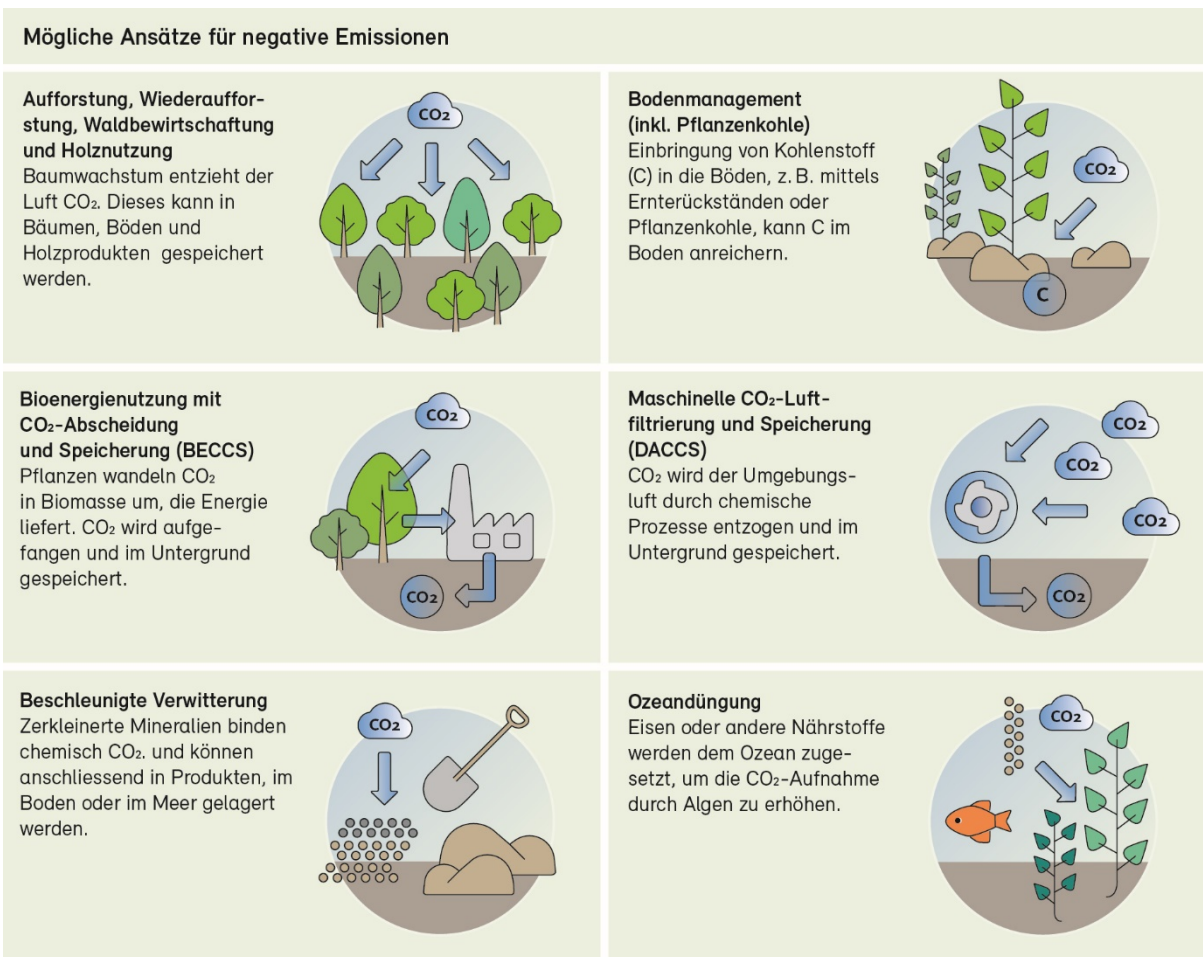 Mögliche Ansätze für negative Emissionen
Aufforstung, Wiederauffor-
stung, Waldbewirtschaftung
und Holznutzung
Baumwachstum entzieht der
Luft CO₂. Dieses kann in
Bäumen, Böden und
Holzprodukten gespeichert
werden.
CO2
Bodenmanagement
(inkl. Pflanzenkohle)
Einbringung von Kohlenstoff
(C) in die Böden, z. B. mittels
Ernterückständen oder
Pflanzenkohle, kann C im
Boden anreichern.
CO2
C
Bioenergienutzung mit
CO₂-Abscheidung
und Speicherung (BECCS)
Pflanzen wandeln CO₂
in Biomasse um, die Energie
liefert. CO₂ wird aufge-
fangen und im Untergrund
gespeichert.
CO2
CO2
Maschinelle CO₂-Luft-
filtrierung und Speicherung
(DACCS)
CO₂ wird der Umgebungs-
luft durch chemische
Prozesse entzogen und im
Untergrund gespeichert.
CO2
CO2
CO2
CO2
Beschleunigte Verwitterung
Zerkleinerte Mineralien binden
chemisch CO₂. und können
anschliessend in Produkten, im
Boden oder im Meer gelagert
werden.
CO2
Ozeandüngung
Eisen oder andere Nährstoffe
werden dem Ozean zuge-
setzt, um die CO₂-Aufnahme
durch Algen zu erhöhen.
CO2